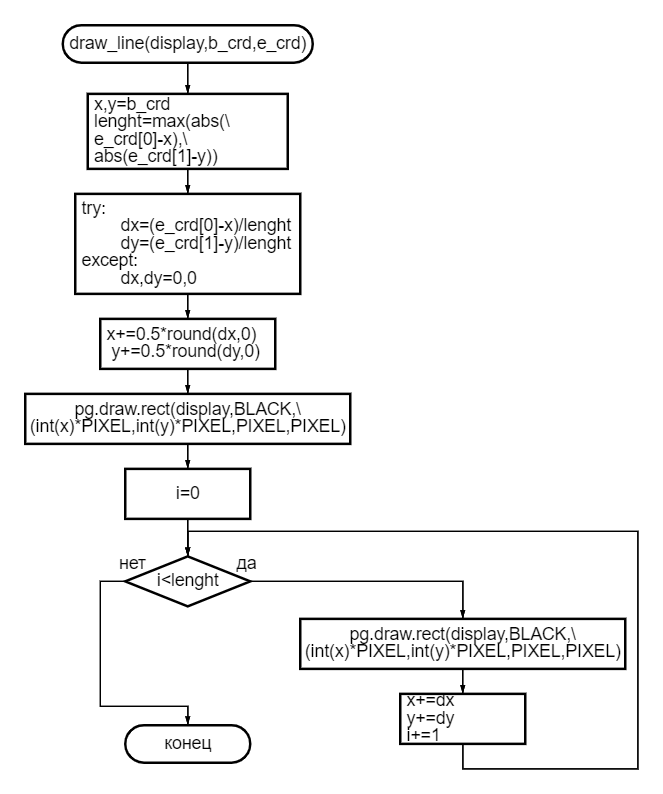 draw_line(display,b_crd,e_crd)
x,y=b_crd
lenght=max(abs(\
e_crd[0]-x),\
abs(e_crd[1]-y))
try:
dx=(e_crd[0]-x)/lenght
dy=(e_crd[1]-y)/lenght
except:
dx,dy=0,0
x+=0.5*round(dx,0)
y+=0.5*round(dy,0)
pg.draw.rect(display,BLACK,\
(int(x)*PIXEL,int(y)*PIXEL,PIXEL,PIXEL)
i=0
нет
да
i<lenght
pg.draw.rect(display,BLACK,\
(int(x)*PIXEL,int(y)*PIXEL,PIXEL,PIXEL)
x+=dx
y+=dy
i+=1
конец